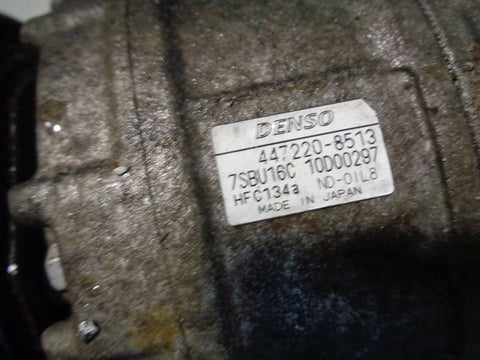 DENSO
447220-8513
7SBU16C 10D00297
HFC134a ND-OIL8
MADE IN JAPAN